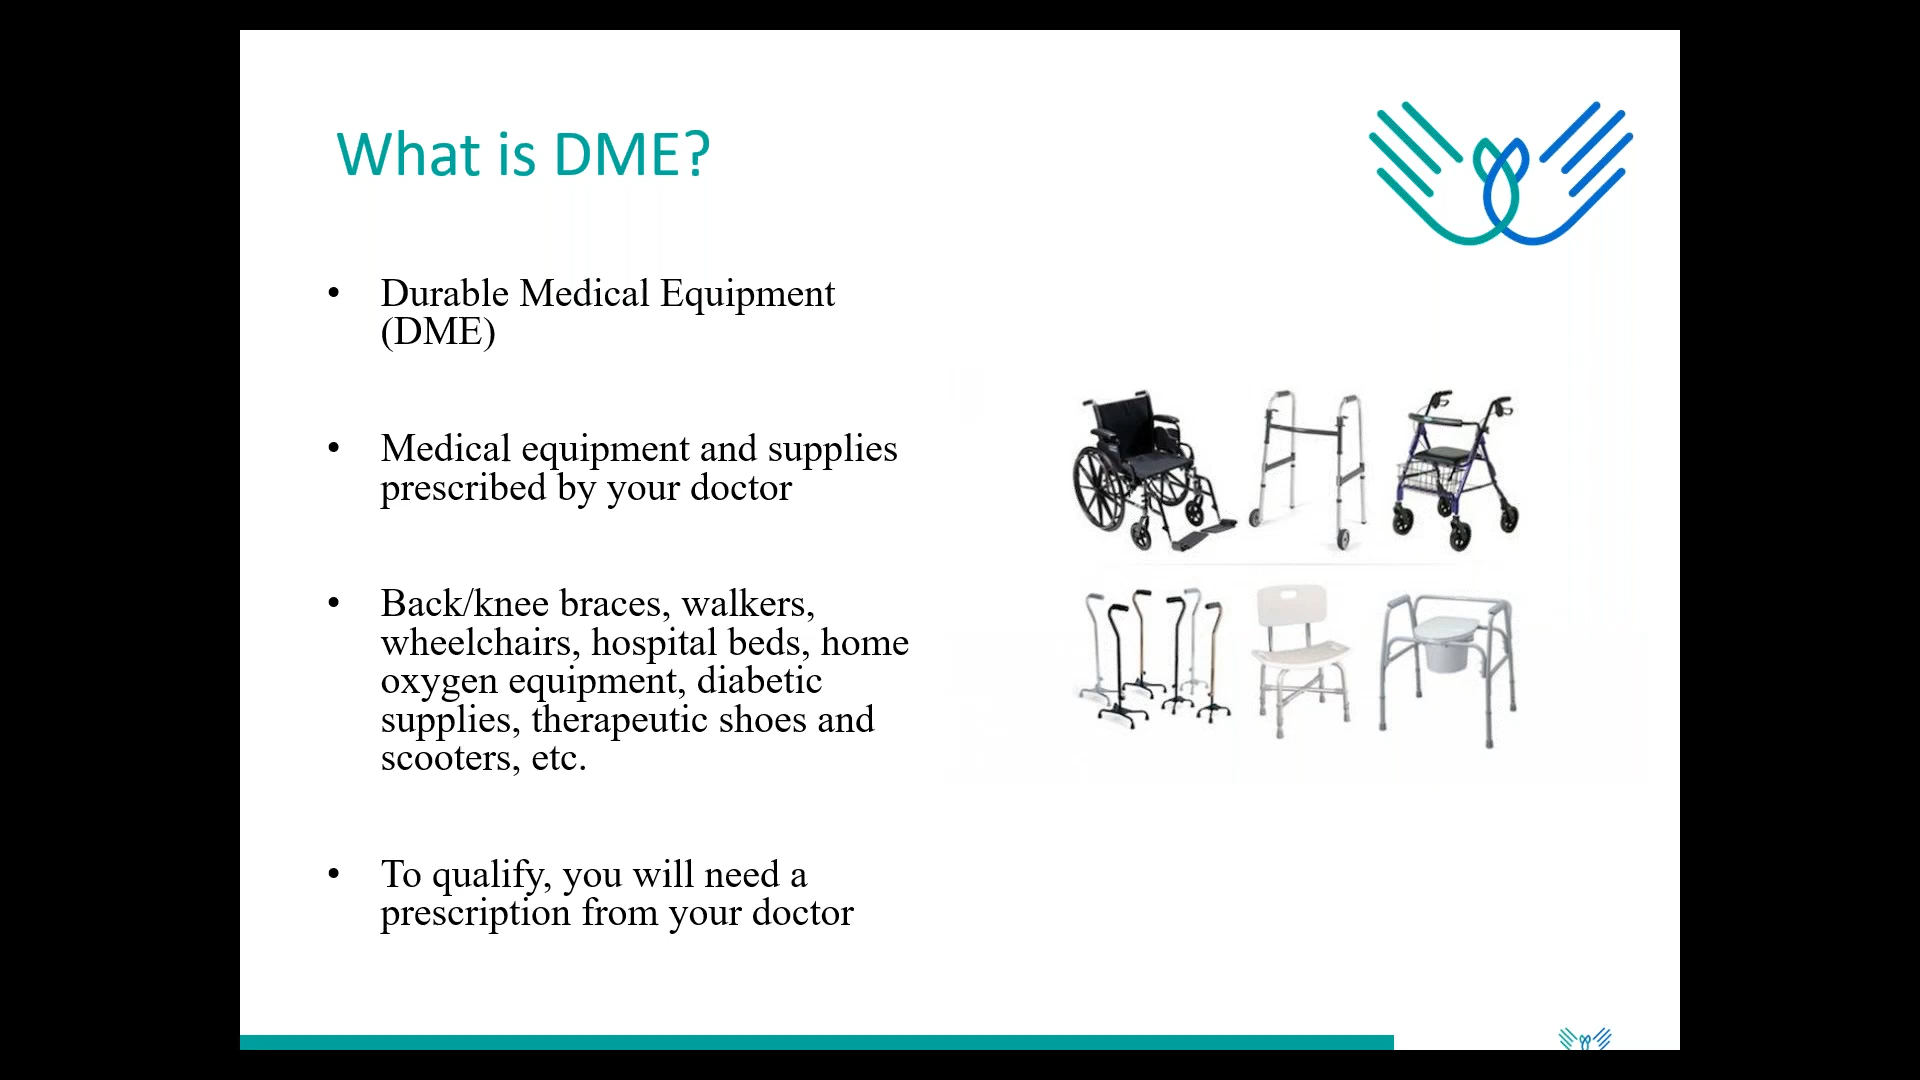 What is DME?
• Durable Medical Equipment
(DME)
• Medical equipment and supplies
prescribed by your doctor
• Back/knee braces, walkers,
wheelchairs, hospital beds, home
oxygen equipment, diabetic
supplies, therapeutic shoes and
scooters, etc.
• To qualify, you will need a
prescription from your doctor